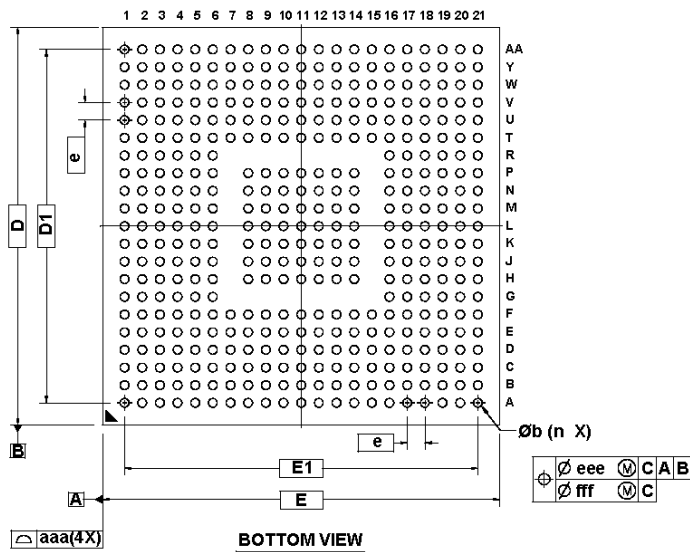 1 2 3 4 5 6 7 8 9 10 11 12 13 14 15 16 17 18 19 20 21
AA
Y
W
V
U
T
R
P
N
M
L
K
J
H
G
F
E
D
C
B
A
e
D
D1
e
Øb (n X)
B
E1
A
E
Ø eee Ⓜ C A B
Ø fff Ⓜ C
aaa(4X)
BOTTOM VIEW